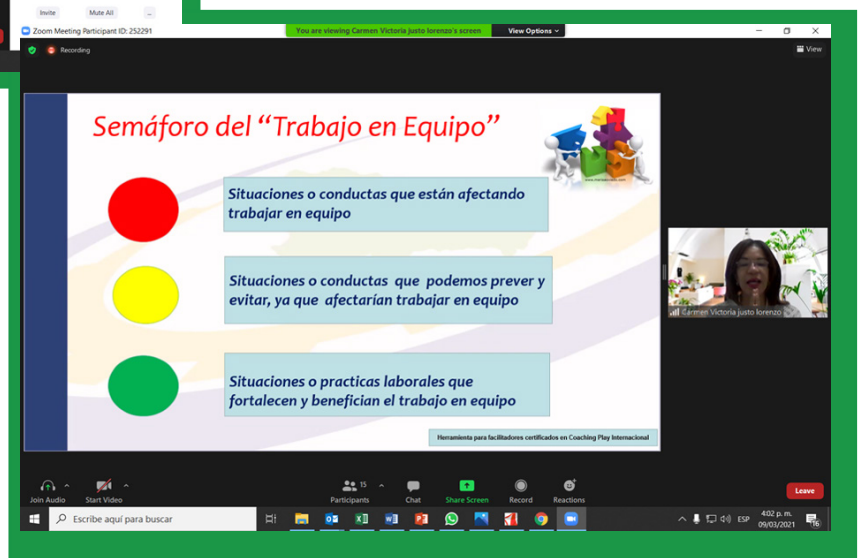 Invite
Mute All
...
Zoom Meeting Participant ID: 252291
You are viewing Carmen Victoria justo lorenzo's screen
View Options
Recording
View
Semáforo del “Trabajo en Equipo”
Situaciones o conductas que están afectando
trabajar en equipo
Situaciones o conductas que podemos prever y
evitar, ya que afectarían trabajar en equipo
Situaciones o practicas laborales que
fortalecen y benefician el trabajo en equipo
Herramienta para facilitadores certificados en Coaching Play Internacional
Carmen Victoria justo lorenzo
15
Join Audio
Start Video
Participants
Chat
Share Screen
Record
Reactions
Leave
Escribe aquí para buscar
ESP
4:02 p. m.
09/03/2021
16